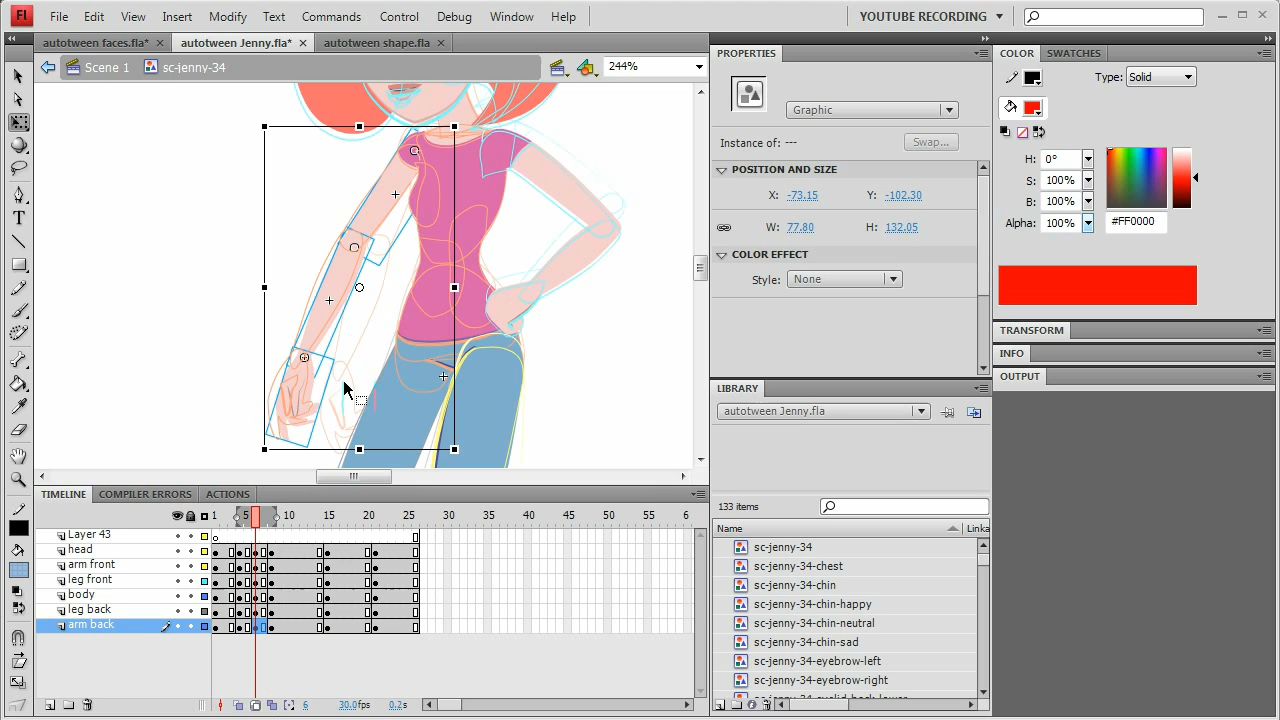 Fl File Edit View Insert Modify Text Commands Control Debug Window Help YOUTUBE RECORDING
autotween faces.fla* autotween Jenny.fla* autotween shape.fla
Scene 1 sc-jenny-34 244%
PROPERTIES
Graphic
Instance of: --- Swap...
POSITION AND SIZE
X: -73.15 Y: -102.30
W: 77.80 H: 132.05
COLOR EFFECT
Style: None
COLOR SWATCHES
Type: Solid
H: 0°
S: 100%
B: 100%
Alpha: 100% #FF0000
TRANSFORM
INFO
OUTPUT
LIBRARY
autotween Jenny.fla
133 items
Name Linka
sc-jenny-34
sc-jenny-34-chest
sc-jenny-34-chin
sc-jenny-34-chin-happy
sc-jenny-34-chin-neutral
sc-jenny-34-chin-sad
sc-jenny-34-eyebrow-left
sc-jenny-34-eyebrow-right
sc-jenny-34-eyelid-back-lower
TIMELINE COMPILER ERRORS ACTIONS
1 5 10 15 20 25 30 35 40 45 50 55 6
Layer 43
head
arm front
leg front
body
leg back
arm back
6 30.0fps 0.2s